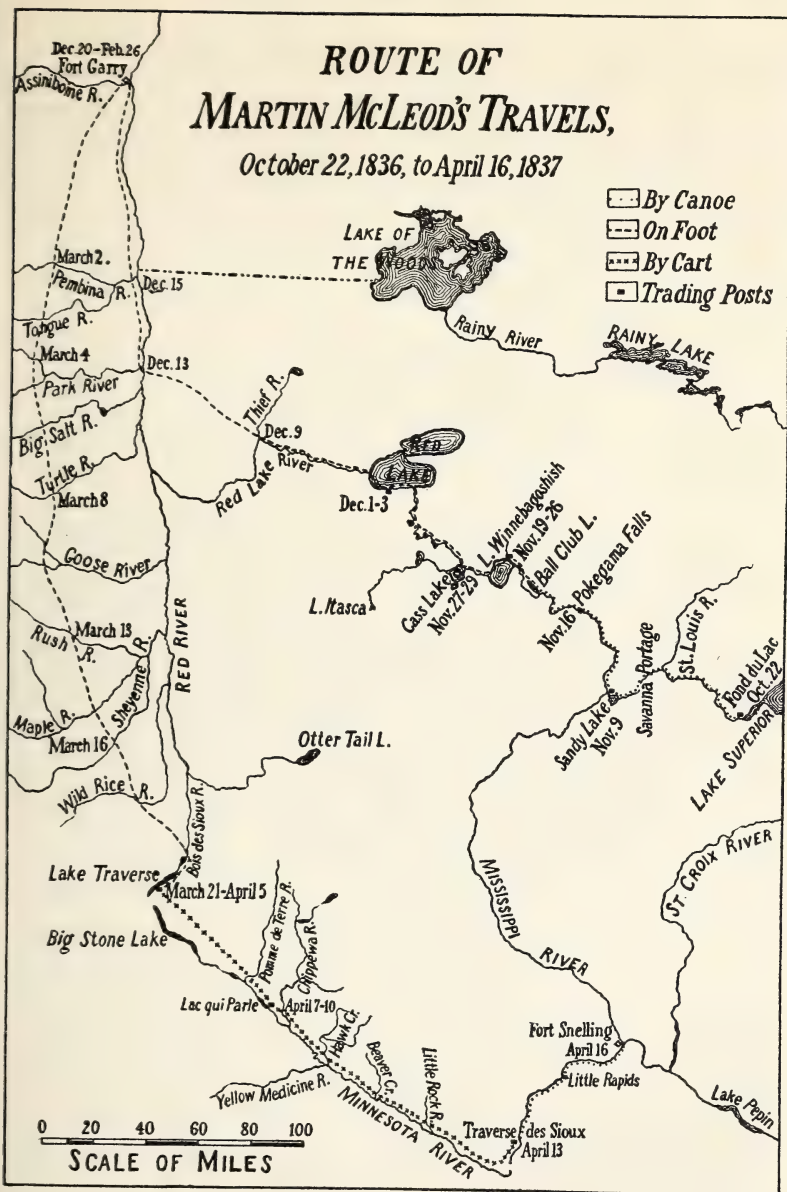 ROUTE OF
MARTIN MCLEOD'S TRAVELS,
October 22, 1836, to April 16, 1837
By Canoe
On Foot
By Cart
Trading Posts
Dec. 20-Feb. 26
Fort Garry
Assiniboine R.
LAKE OF
THE WOODS
Rainy River
RAINY LAKE
March 2.
Pembina R.
Dec. 15
Tongue R.
March 4
Park River
Dec. 13
Big Salt R.
Turtle R.
March 8
Thief R.
Dec. 9
Red Lake River
RED
LAKE
Dec. 1-3
Goose River
L. Itasca
Cass Lake
Nov. 27-29
L. Winnebagoshish
Nov. 19-26
Ball Club L.
Pokegama Falls
Nov. 16
RED RIVER
March 13
Rush R.
Sheyenne R.
Maple R.
March 16
Wild Rice R.
Otter Tail L.
Bois des Sioux R.
Sandy Lake
Nov. 9
Savanna Portage
St. Louis R.
Fond du Lac
Oct. 22
LAKE SUPERIOR
ST. CROIX RIVER
MISSISSIPPI
RIVER
Lake Traverse
March 21-April 5
Big Stone Lake
Pomme de Terre R.
Chippewa R.
Lac qui Parle
April 7-10
Hawk Cr.
Beaver Cr.
Little Rock R.
Yellow Medicine R.
MINNESOTA RIVER
Fort Snelling
April 16
Little Rapids
Traverse des Sioux
April 13
Lake Pepin
0 20 40 60 80 100
SCALE OF MILES